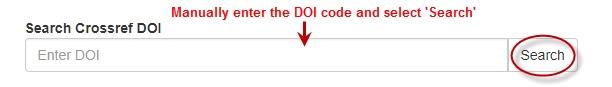 Manually enter the DOI code and select 'Search'
Search Crossref DOI
Enter DOI
Search